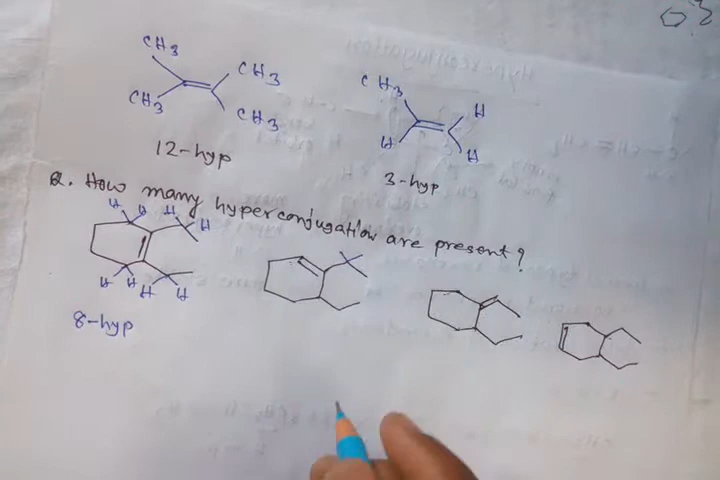 CH3
CH3
CH3
CH3
12-hyp
CH3
H
H
H
3-hyp
Q. How many hyperconjugation are present?
H H H H
H H H H
8-hyp